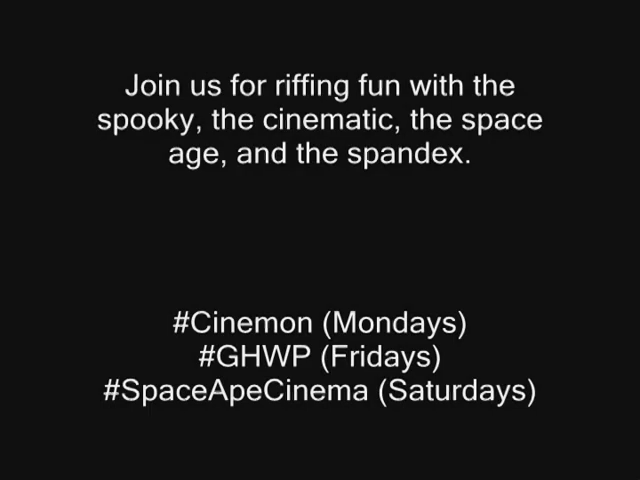 Join us for riffing fun with the
spooky, the cinematic, the space
age, and the spandex.
#Cinemon (Mondays)
#GHWP (Fridays)
#SpaceApeCinema (Saturdays)